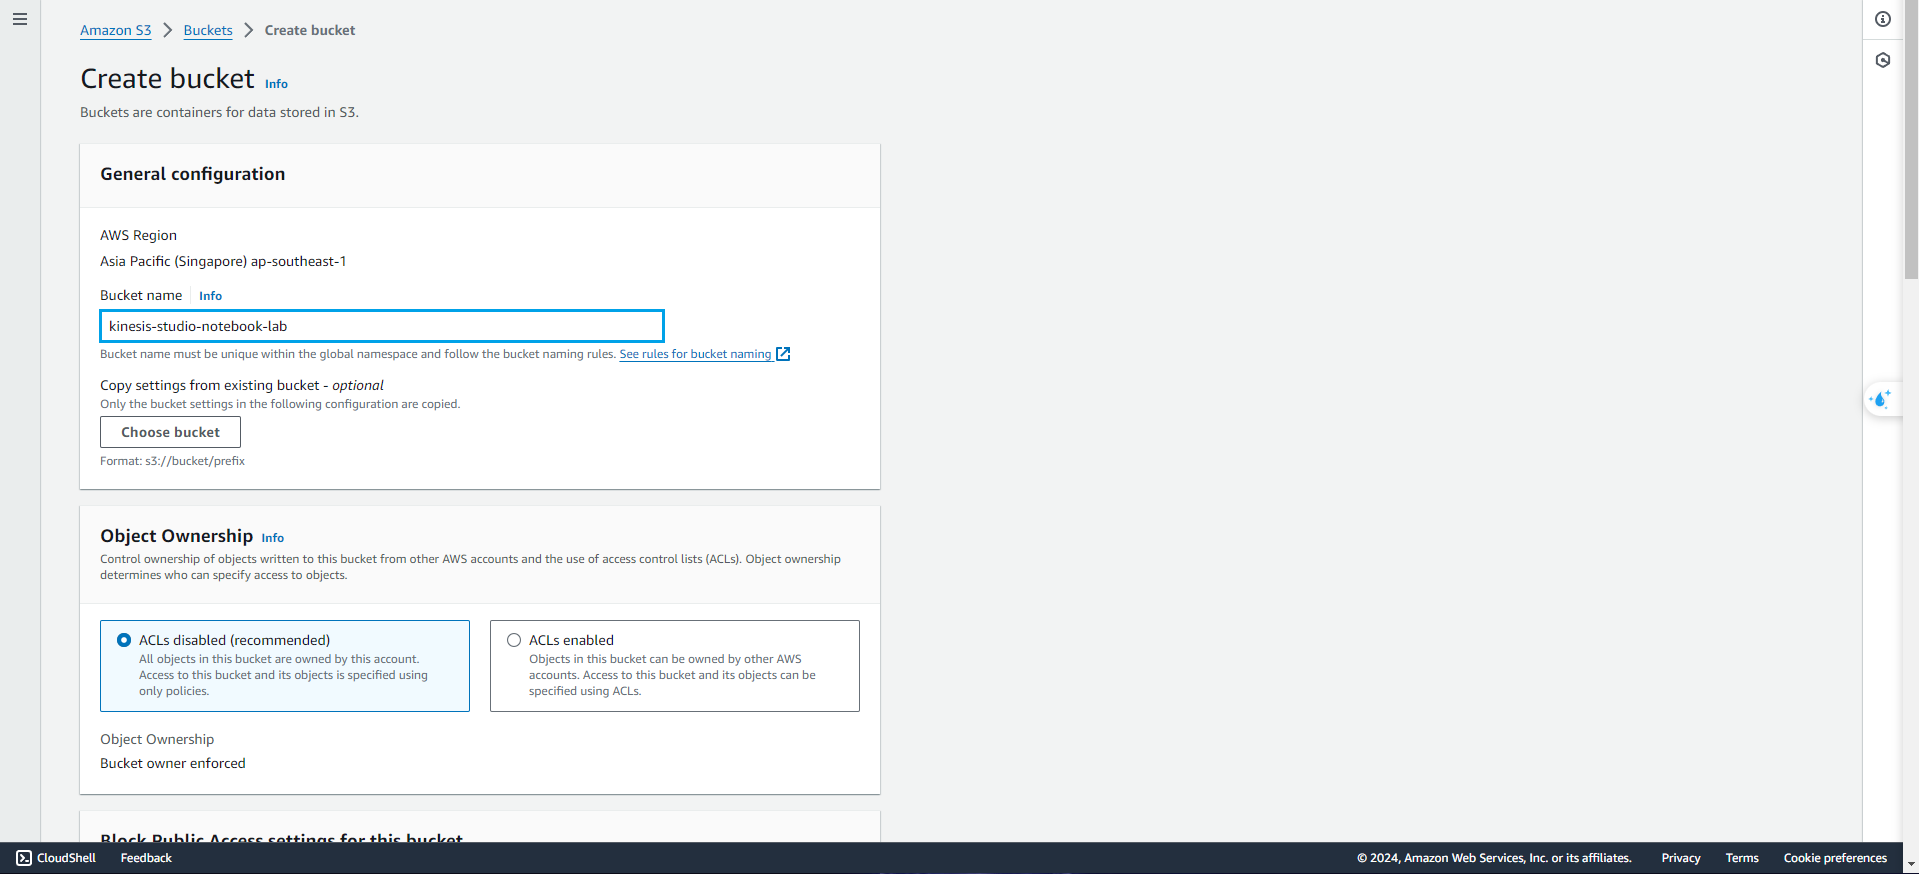 Amazon S3 Buckets Create bucket
Create bucket Info
Buckets are containers for data stored in S3.
General configuration
AWS Region
Asia Pacific (Singapore) ap-southeast-1
Bucket name Info
kinesis-studio-notebook-lab
Bucket name must be unique within the global namespace and follow the bucket naming rules. See rules for bucket naming
Copy settings from existing bucket - optional
Only the bucket settings in the following configuration are copied.
Choose bucket
Format: s3://bucket/prefix
Object Ownership Info
Control ownership of objects written to this bucket from other AWS accounts and the use of access control lists (ACLs). Object ownership
determines who can specify access to objects.
ACLs disabled (recommended)
All objects in this bucket are owned by this account.
Access to this bucket and its objects is specified using
only policies.
ACLs enabled
Objects in this bucket can be owned by other AWS
accounts. Access to this bucket and its objects can be
specified using ACLs.
Object Ownership
Bucket owner enforced
Block Public Access settings for this bucket
CloudShell Feedback © 2024, Amazon Web Services, Inc. or its affiliates. Privacy Terms Cookie preferences